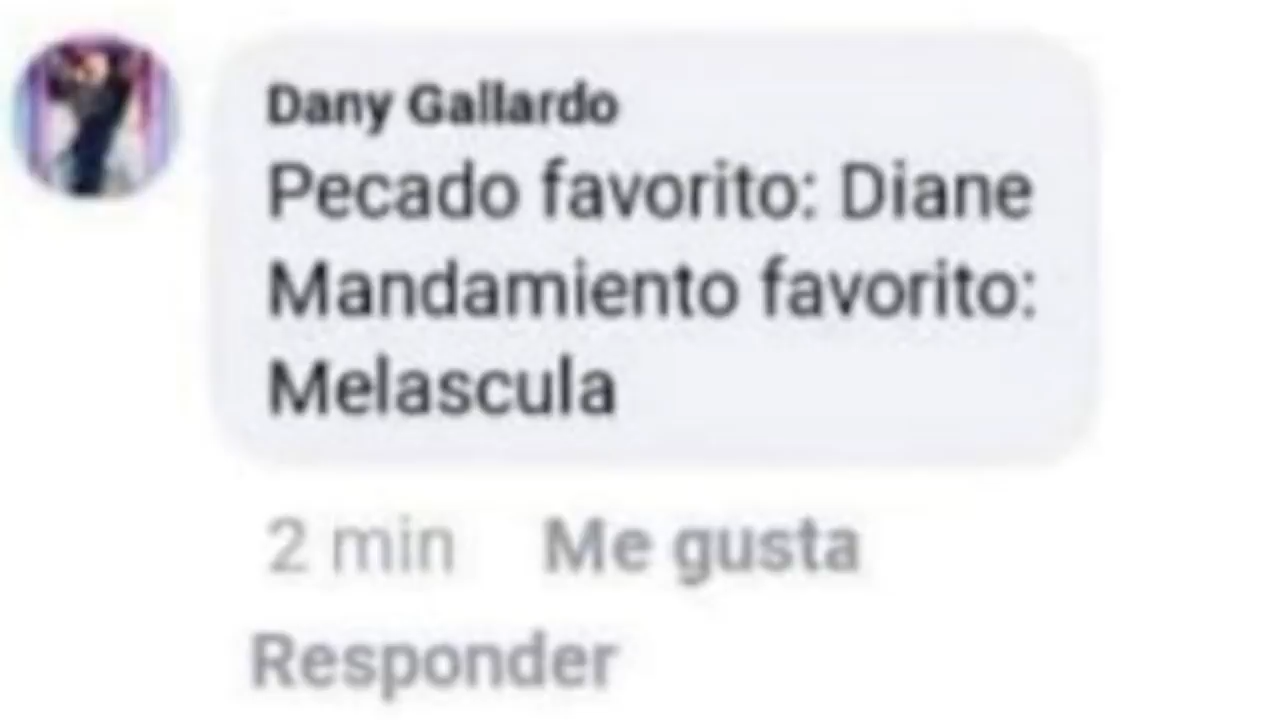 Dany Gallardo
Pecado favorito: Diane
Mandamiento favorito:
Melascula
2 min Me gusta
Responder